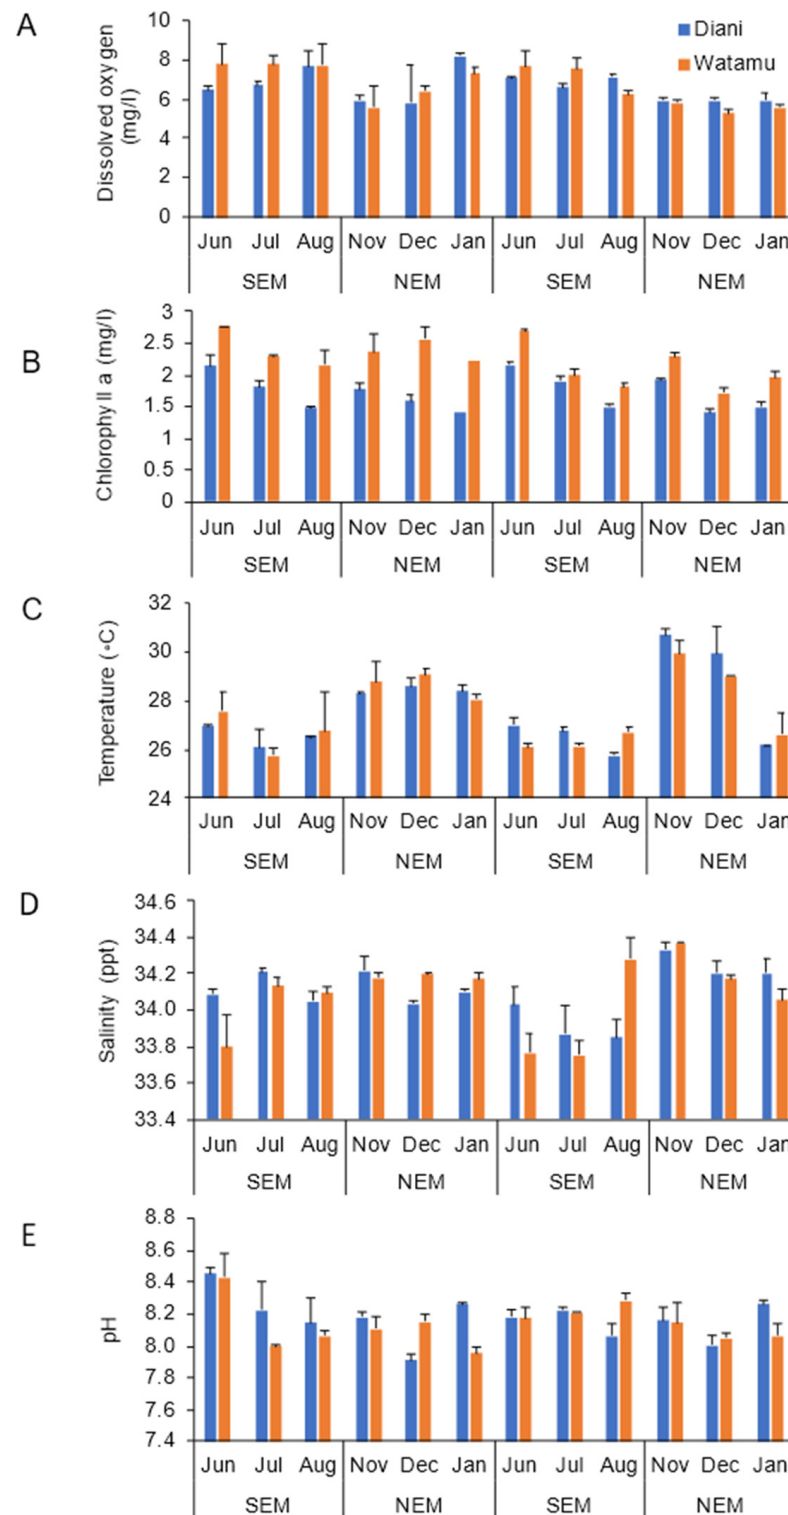 A
Dissolved oxygen
(mg/l)
10
8
6
4
2
0
Diani
Watamu
Jun Jul Aug Nov Dec Jan Jun Jul Aug Nov Dec Jan
SEM NEM SEM NEM
B
Chlorophyll a (mg/l)
3
2.5
2
1.5
1
0.5
0
Jun Jul Aug Nov Dec Jan Jun Jul Aug Nov Dec Jan
SEM NEM SEM NEM
C
Temperature (∘C)
32
30
28
26
24
Jun Jul Aug Nov Dec Jan Jun Jul Aug Nov Dec Jan
SEM NEM SEM NEM
D
Salinity (ppt)
34.6
34.4
34.2
34.0
33.8
33.6
33.4
Jun Jul Aug Nov Dec Jan Jun Jul Aug Nov Dec Jan
SEM NEM SEM NEM
E
pH
8.8
8.6
8.4
8.2
8.0
7.8
7.6
7.4
Jun Jul Aug Nov Dec Jan Jun Jul Aug Nov Dec Jan
SEM NEM SEM NEM